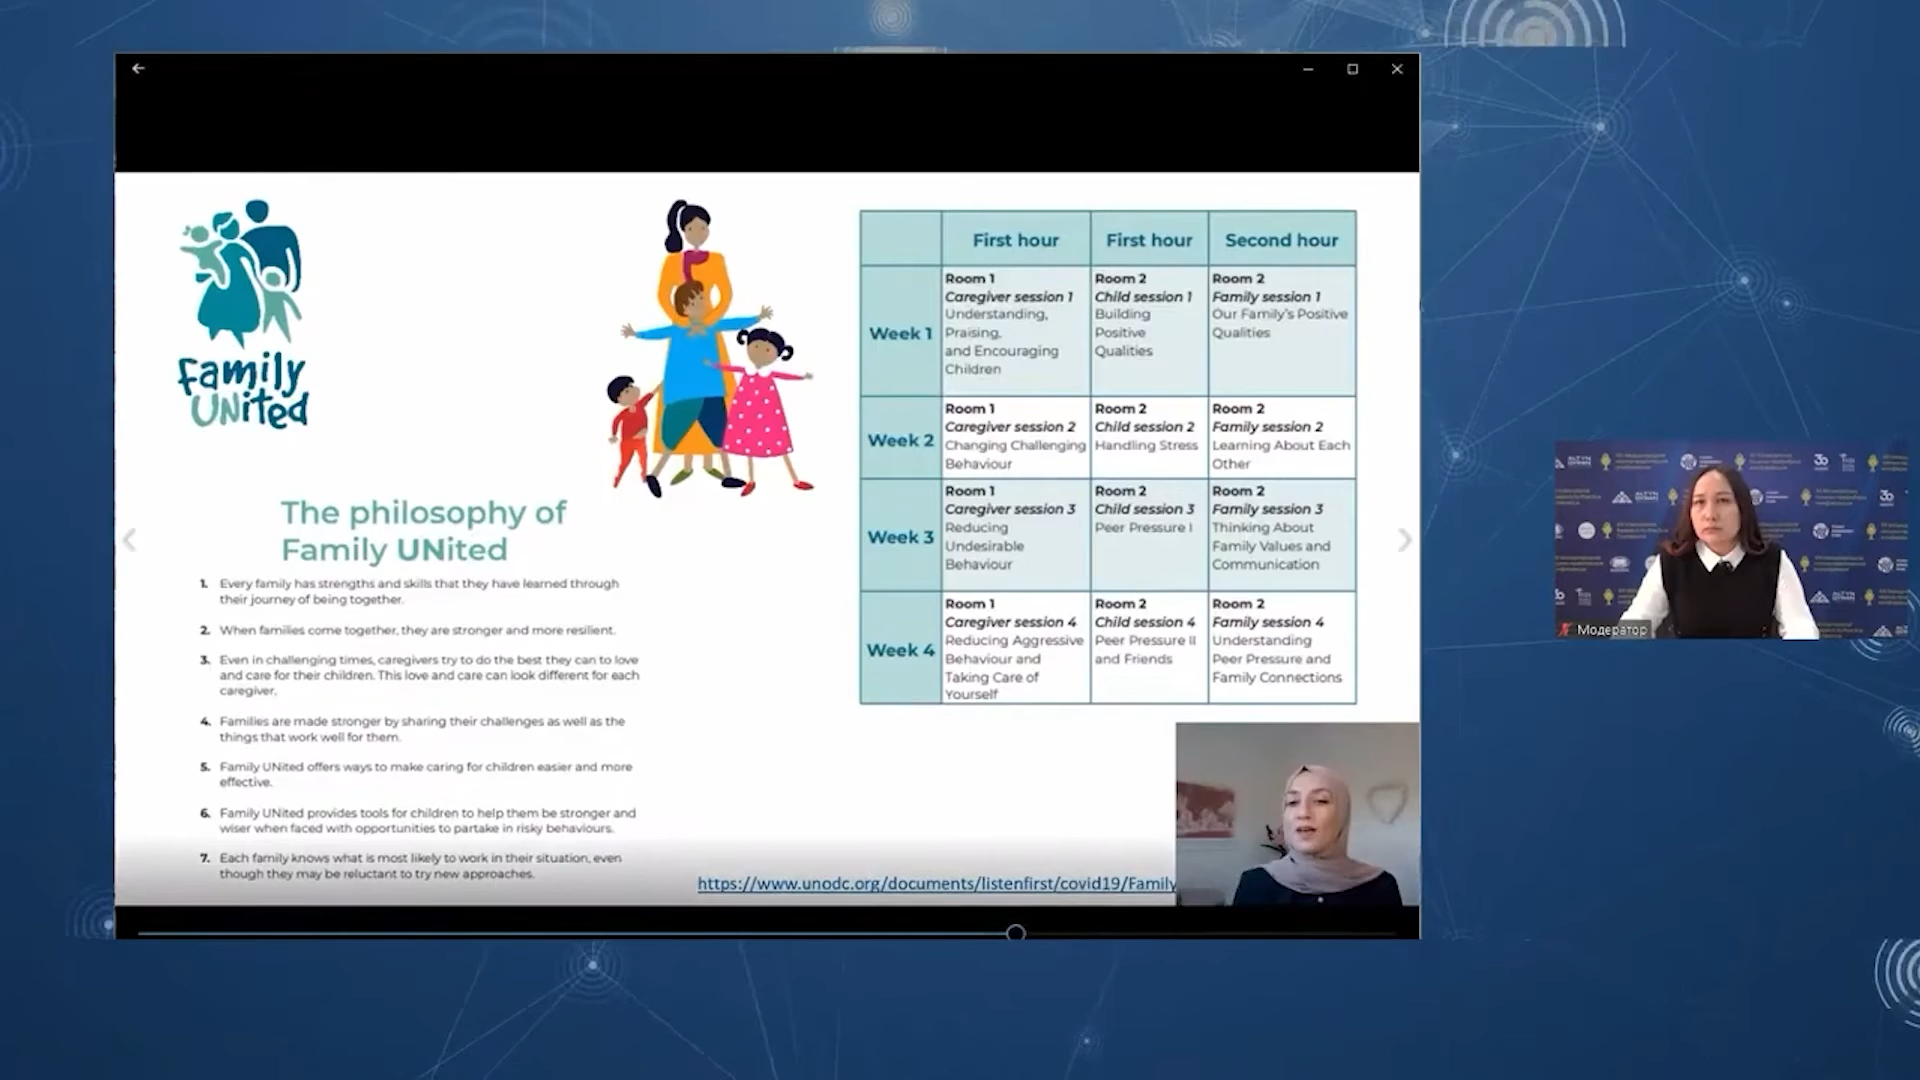 Family
UNited
The philosophy of
Family UNited
1. Every family has strengths and skills that they have learned through
their journey of being together.
2. When families come together, they are stronger and more resilient.
3. Even in challenging times, caregivers try to do the best they can to love
and care for their children. This love and care can look different for each
caregiver.
4. Families are made stronger by sharing their challenges as well as the
things that work well for them.
5. Family UNited offers ways to make caring for children easier and more
effective.
6. Family UNited provides tools for children to help them be stronger and
wiser when faced with opportunities to partake in risky behaviours.
7. Each family knows what is most likely to work in their situation, even
though they may be reluctant to try new approaches.
First hour
First hour
Second hour
Week 1
Room 1
Caregiver session 1
Understanding,
Praising,
and Encouraging
Children
Room 2
Child session 1
Building
Positive
Qualities
Room 2
Family session 1
Our Family's Positive
Qualities
Week 2
Room 1
Caregiver session 2
Changing Challenging
Behaviour
Room 2
Child session 2
Handling Stress
Room 2
Family session 2
Learning About Each
Other
Week 3
Room 1
Caregiver session 3
Reducing
Undesirable
Behaviour
Room 2
Child session 3
Peer Pressure I
Room 2
Family session 3
Thinking About
Family Values and
Communication
Week 4
Room 1
Caregiver session 4
Reducing Aggressive
Behaviour and
Taking Care of
Yourself
Room 2
Child session 4
Peer Pressure II
and Friends
Room 2
Family session 4
Understanding
Peer Pressure and
Family Connections
https://www.unodc.org/documents/listenfirst/covid19/Family
Модератор